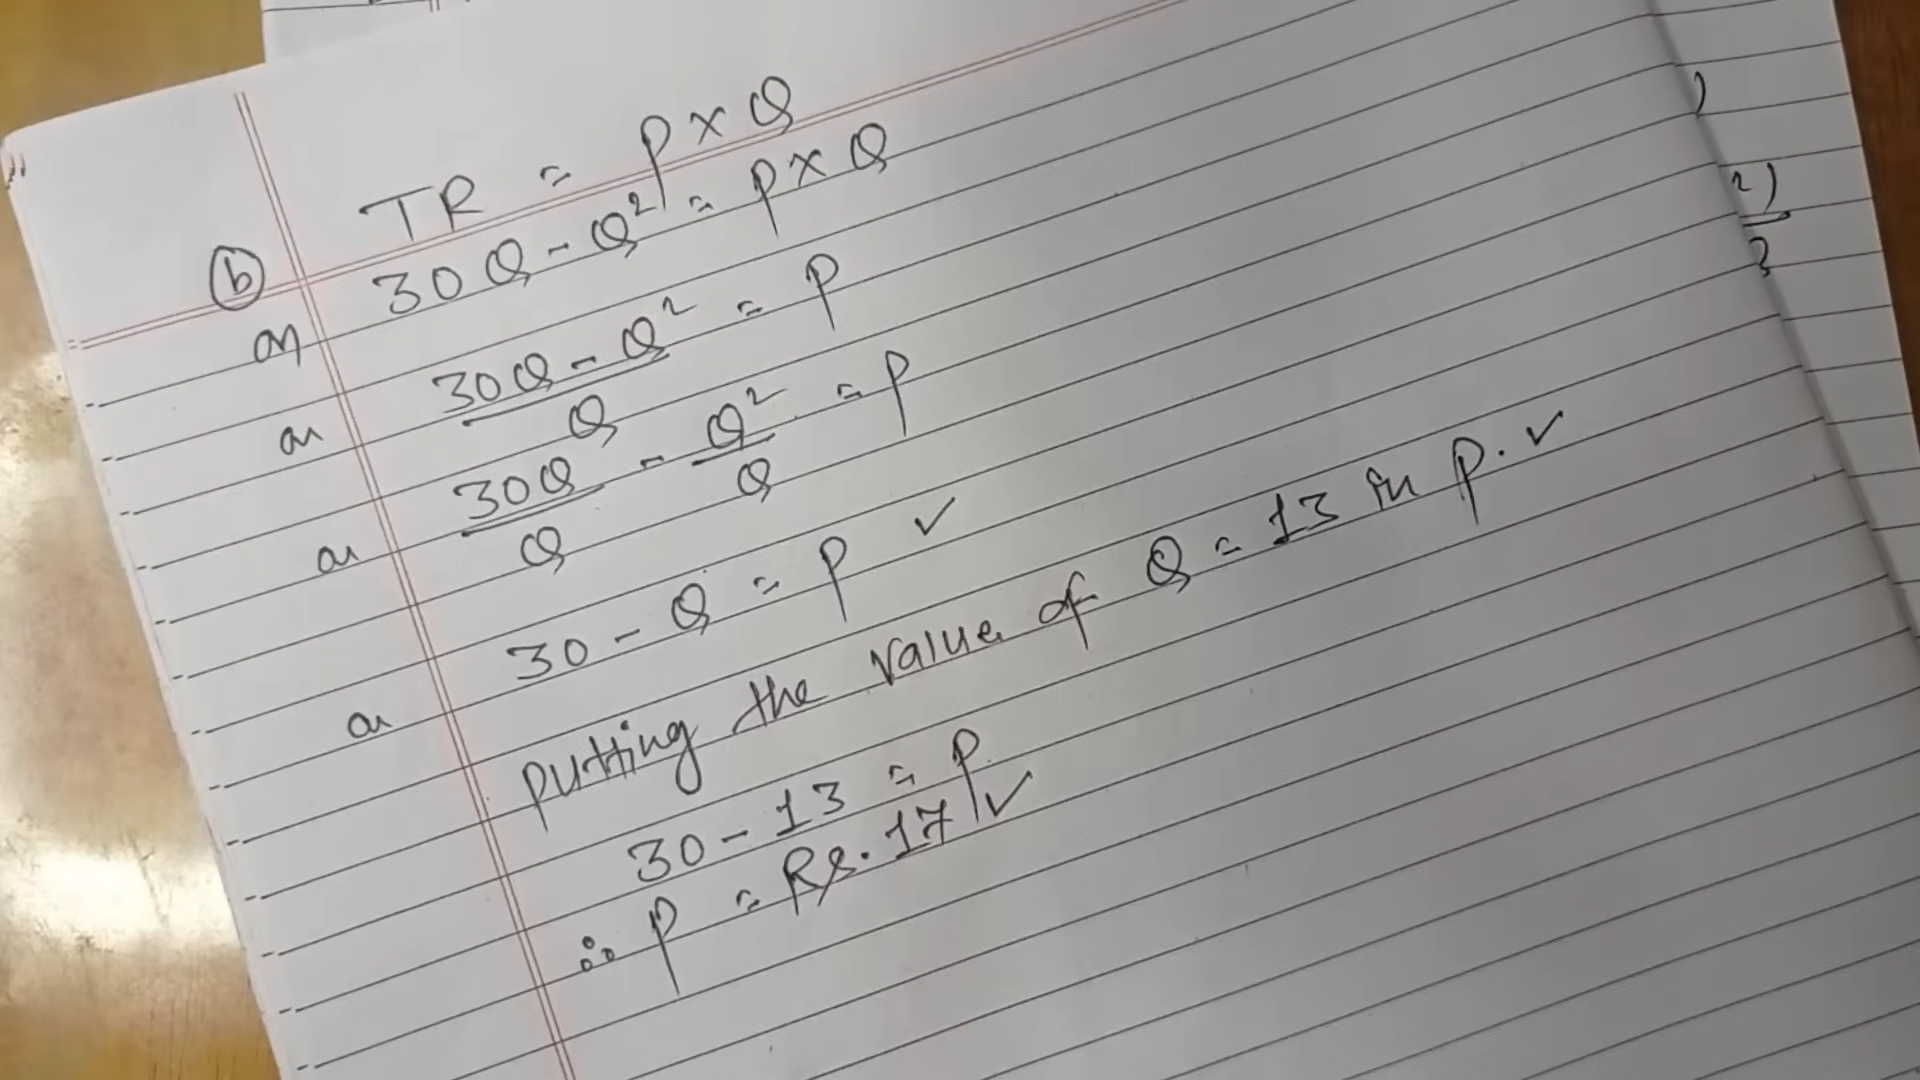 (b) TR = P × Q
or 30Q - Q² = P × Q
or (30Q - Q²)/Q = P
or 30Q/Q - Q²/Q = P
or 30 - Q = P ✓
putting the value of Q = 13 in P. ✓
30 - 13 = P
∴ P = Rs. 17/ ✓